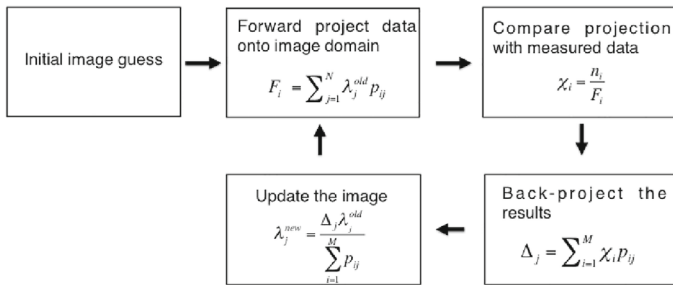 Initial image guess
Forward project data
onto image domain
F_i = \sum_{j=1}^{N} \lambda_j^{old} p_{ij}
Compare projection
with measured data
\chi_i = \frac{n_i}{F_i}
Back-project the
results
\Delta_j = \sum_{i=1}^{M} \chi_i p_{ij}
Update the image
\lambda_j^{new} = \frac{\Delta_j \lambda_j^{old}}{\sum_{i=1}^{M} p_{ij}}